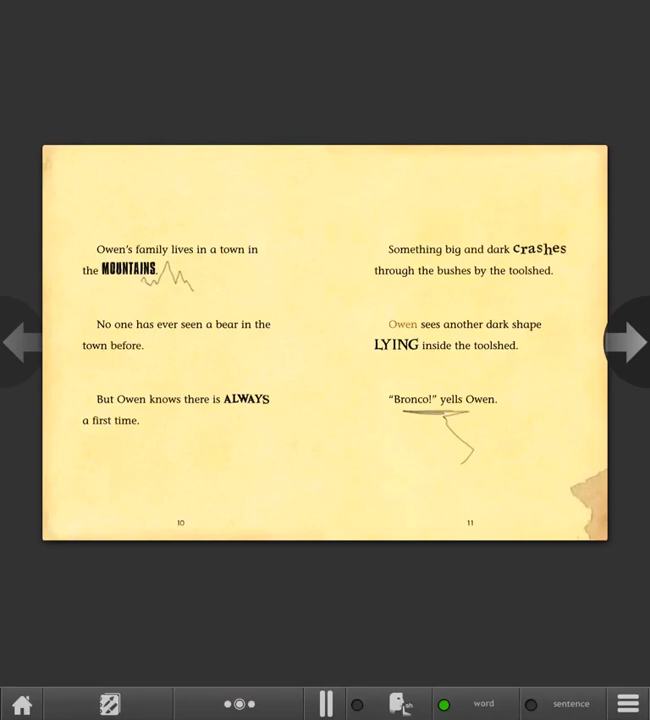 Owen's family lives in a town in
the MOUNTAINS.
No one has ever seen a bear in the
town before.
But Owen knows there is ALWAYS
a first time.
10
Something big and dark crashes
through the bushes by the toolshed.
Owen sees another dark shape
LYING inside the toolshed.
“Bronco!” yells Owen.
11
ah
word
sentence